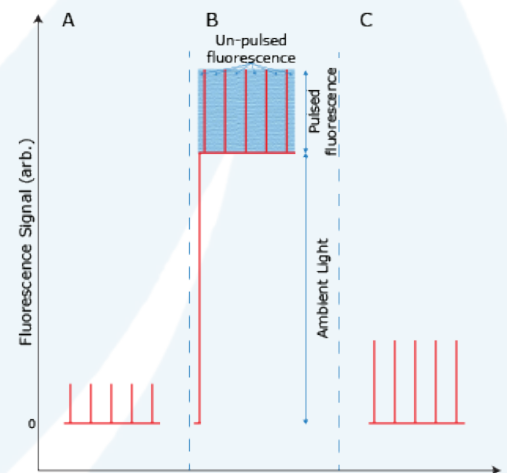 A
B
C
Un-pulsed
fluorescence
Pulsed
fluorescence
Ambient Light
Fluorescence Signal (arb.)
0